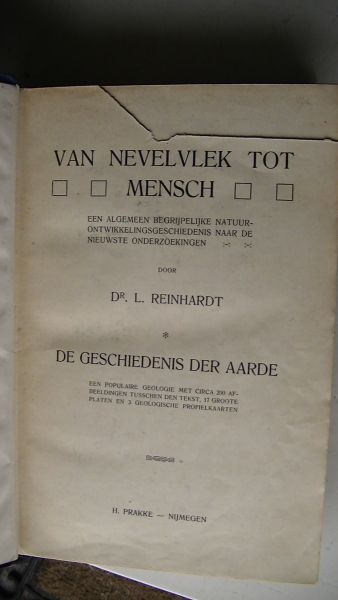 VAN NEVELVLEK TOT
MENSCH
EEN ALGEMEEN BEGRIJPELIJKE NATUUR-
ONTWIKKELINGSGESCHIEDENIS NAAR DE
NIEUWSTE ONDERZOEKINGEN
DOOR
DR. L. REINHARDT
*
DE GESCHIEDENIS DER AARDE
EEN POPULAIRE GEOLOGIE MET CIRCA 200 AF-
BEELDINGEN TUSSCHEN DEN TEKST, 17 GROOTE
PLATEN EN 3 GEOLOGISCHE PROFIELKAARTEN
H. PRAKKE — NIJMEGEN